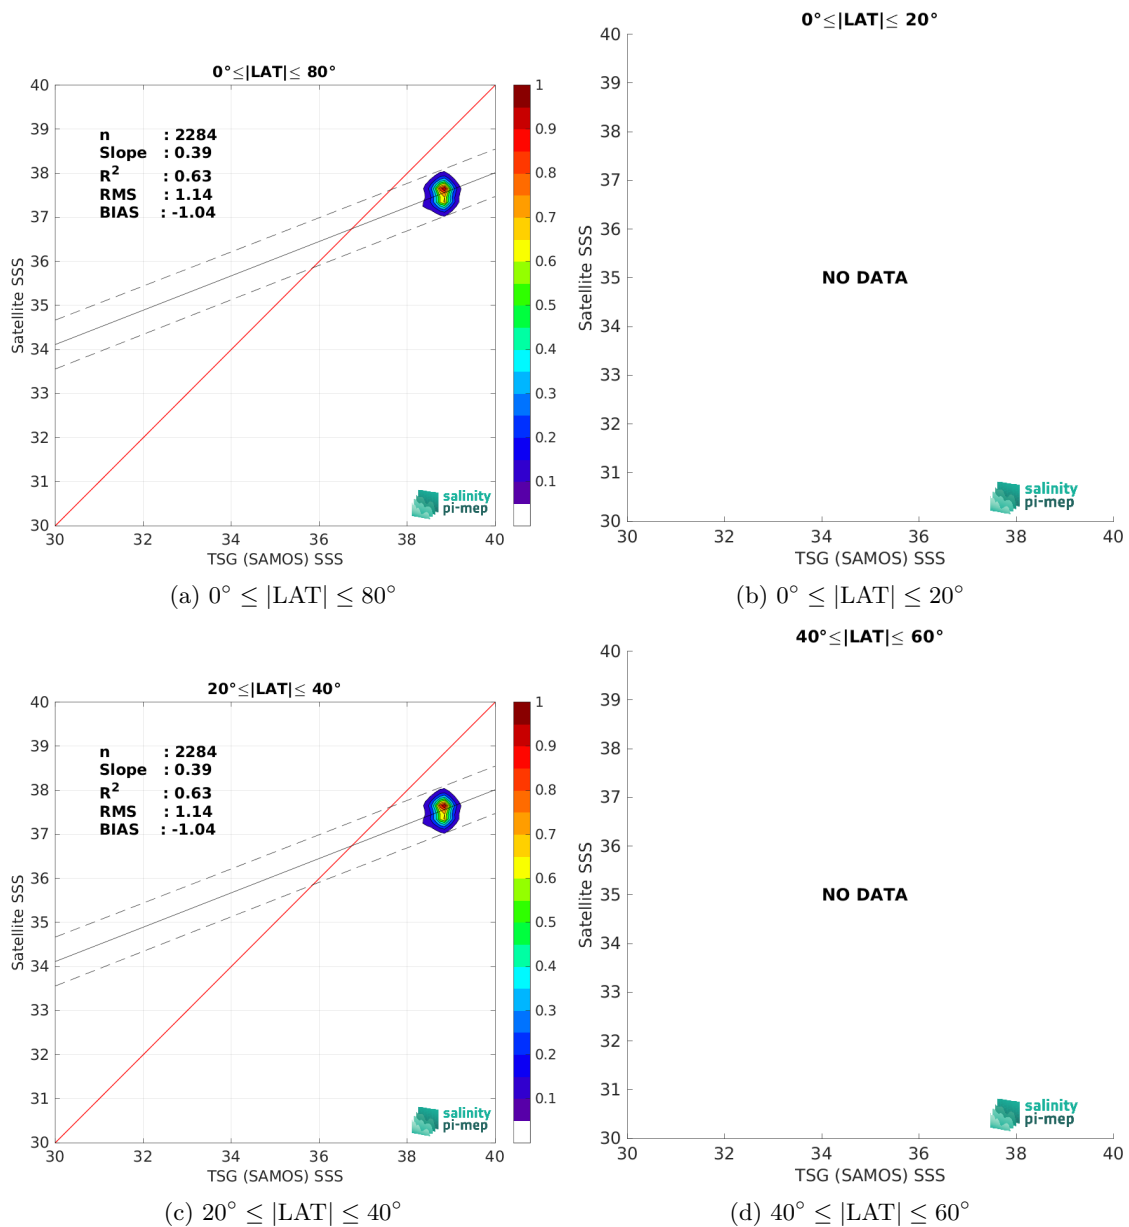 0°≤|LAT|≤ 80°
40
39
38
37
36
35
34
33
32
31
30
Satellite SSS
n : 2284
Slope : 0.39
R² : 0.63
RMS : 1.14
BIAS : -1.04
1
0.9
0.8
0.7
0.6
0.5
0.4
0.3
0.2
0.1
salinity
pi-mep
30 32 34 36 38 40
TSG (SAMOS) SSS
(a) 0° ≤ |LAT| ≤ 80°
0°≤|LAT|≤ 20°
40
39
38
37
36
35
34
33
32
31
30
Satellite SSS
NO DATA
salinity
pi-mep
30 32 34 36 38 40
TSG (SAMOS) SSS
(b) 0° ≤ |LAT| ≤ 20°
20°≤|LAT|≤ 40°
40
39
38
37
36
35
34
33
32
31
30
Satellite SSS
n : 2284
Slope : 0.39
R² : 0.63
RMS : 1.14
BIAS : -1.04
1
0.9
0.8
0.7
0.6
0.5
0.4
0.3
0.2
0.1
salinity
pi-mep
30 32 34 36 38 40
TSG (SAMOS) SSS
(c) 20° ≤ |LAT| ≤ 40°
40°≤|LAT|≤ 60°
40
39
38
37
36
35
34
33
32
31
30
Satellite SSS
NO DATA
salinity
pi-mep
30 32 34 36 38 40
TSG (SAMOS) SSS
(d) 40° ≤ |LAT| ≤ 60°